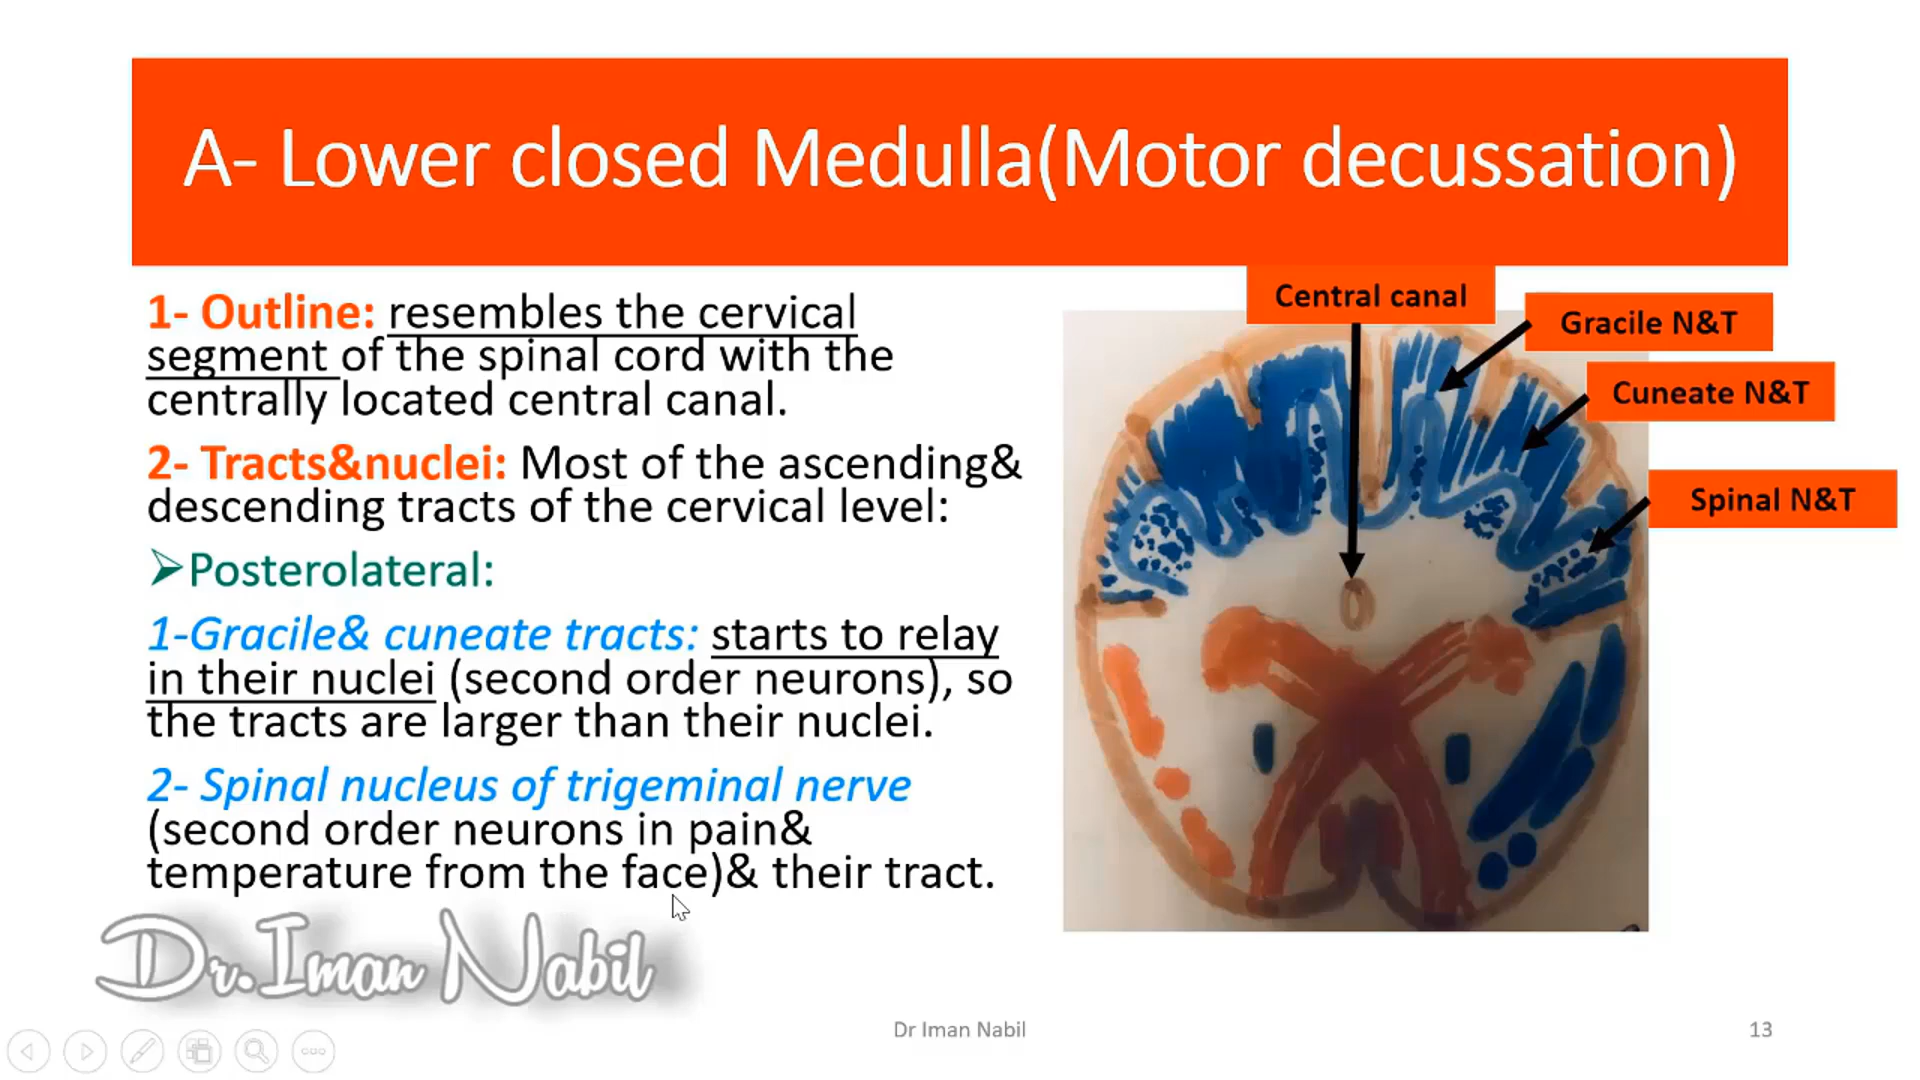 A- Lower closed Medulla(Motor decussation)
1- Outline: resembles the cervical
segment of the spinal cord with the
centrally located central canal.
2- Tracts&nuclei: Most of the ascending&
descending tracts of the cervical level:
➢Posterolateral:
1-Gracile& cuneate tracts: starts to relay
in their nuclei (second order neurons), so
the tracts are larger than their nuclei.
2- Spinal nucleus of trigeminal nerve
(second order neurons in pain&
temperature from the face)& their tract.
Central canal
Gracile N&T
Cuneate N&T
Spinal N&T
Dr.Iman Nabil
Dr Iman Nabil
13